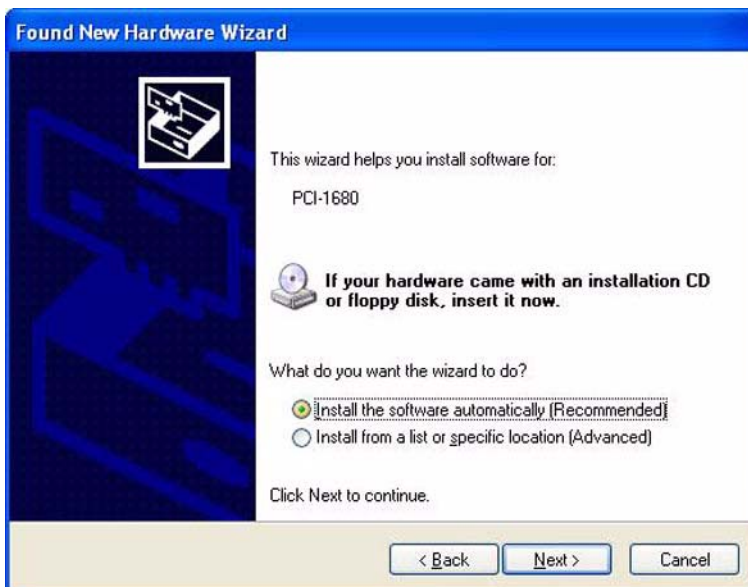 Found New Hardware Wizard
This wizard helps you install software for:
PCI-1680
If your hardware came with an installation CD
or floppy disk, insert it now.
What do you want the wizard to do?
Install the software automatically (Recommended)
Install from a list or specific location (Advanced)
Click Next to continue.
< Back Next > Cancel